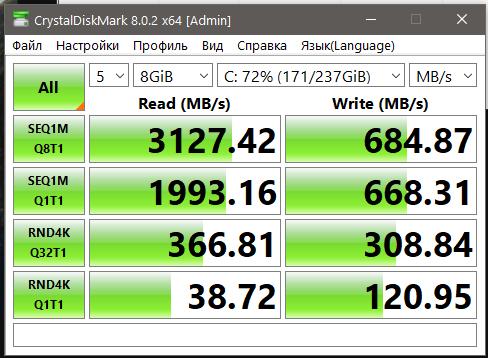 CrystalDiskMark 8.0.2 x64 [Admin]
Файл Настройки Профиль Вид Справка Язык(Language)
All 5 8GiB C: 72% (171/237GiB) MB/s
Read (MB/s) Write (MB/s)
SEQ1M
Q8T1 3127.42 684.87
SEQ1M
Q1T1 1993.16 668.31
RND4K
Q32T1 366.81 308.84
RND4K
Q1T1 38.72 120.95